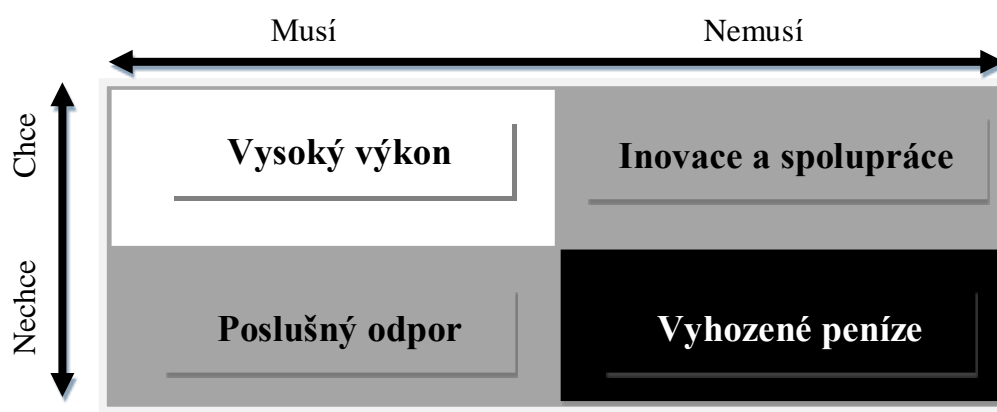 Musí
Nemusí
Chce
Vysoký výkon
Inovace a spolupráce
Nechce
Poslušný odpor
Vyhozené peníze